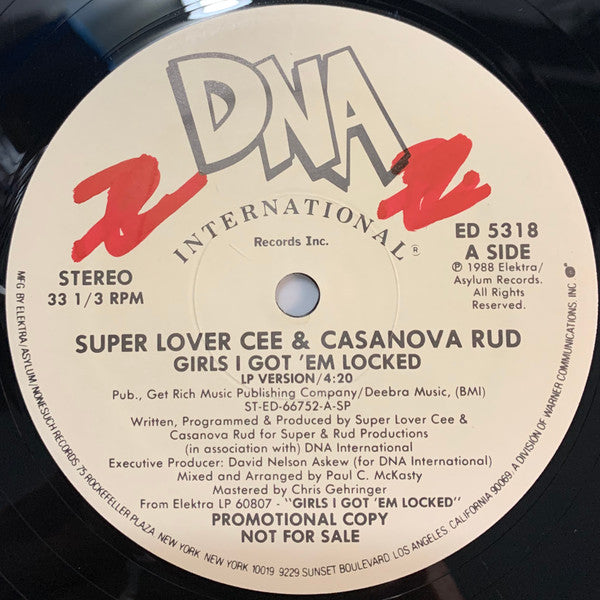 DNA
INTERNATIONAL®
Records Inc.
STEREO
33 1/3 RPM
ED 5318
A SIDE
℗ 1988 Elektra/
Asylum Records.
All Rights
Reserved.
SUPER LOVER CEE & CASANOVA RUD
GIRLS I GOT 'EM LOCKED
LP VERSION/4:20
Pub., Get Rich Music Publishing Company/Deebra Music, (BMI)
ST-ED-66752-A-SP
Written, Programmed & Produced by Super Lover Cee &
Casanova Rud for Super & Rud Productions
(in association with) DNA International
Executive Producer: David Nelson Askew (for DNA International)
Mixed and Arranged by Paul C. McKasty
Mastered by Chris Gehringer
From Elektra LP 60807 - "GIRLS I GOT 'EM LOCKED"
PROMOTIONAL COPY
NOT FOR SALE
MFG BY ELEKTRA/ASYLUM/NONESUCH RECORDS 75 ROCKEFELLER PLAZA, NEW YORK, NEW YORK 10019 9229 SUNSET BOULEVARD LOS ANGELES, CALIFORNIA 90069. A DIVISION OF WARNER COMMUNICATIONS, INC